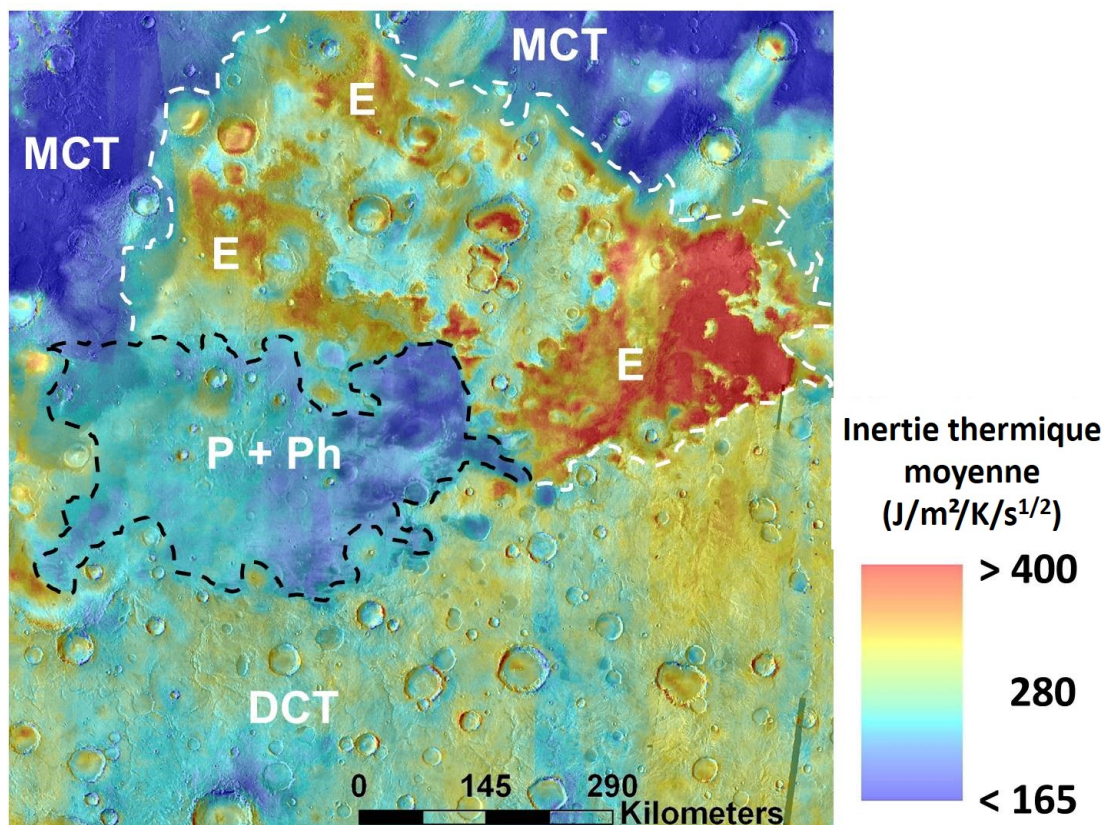 MCT
E
MCT
E
E
P + Ph
DCT
0 145 290
Kilometers
Inertie thermique
moyenne
(J/m²/K/s1/2)
> 400
280
< 165